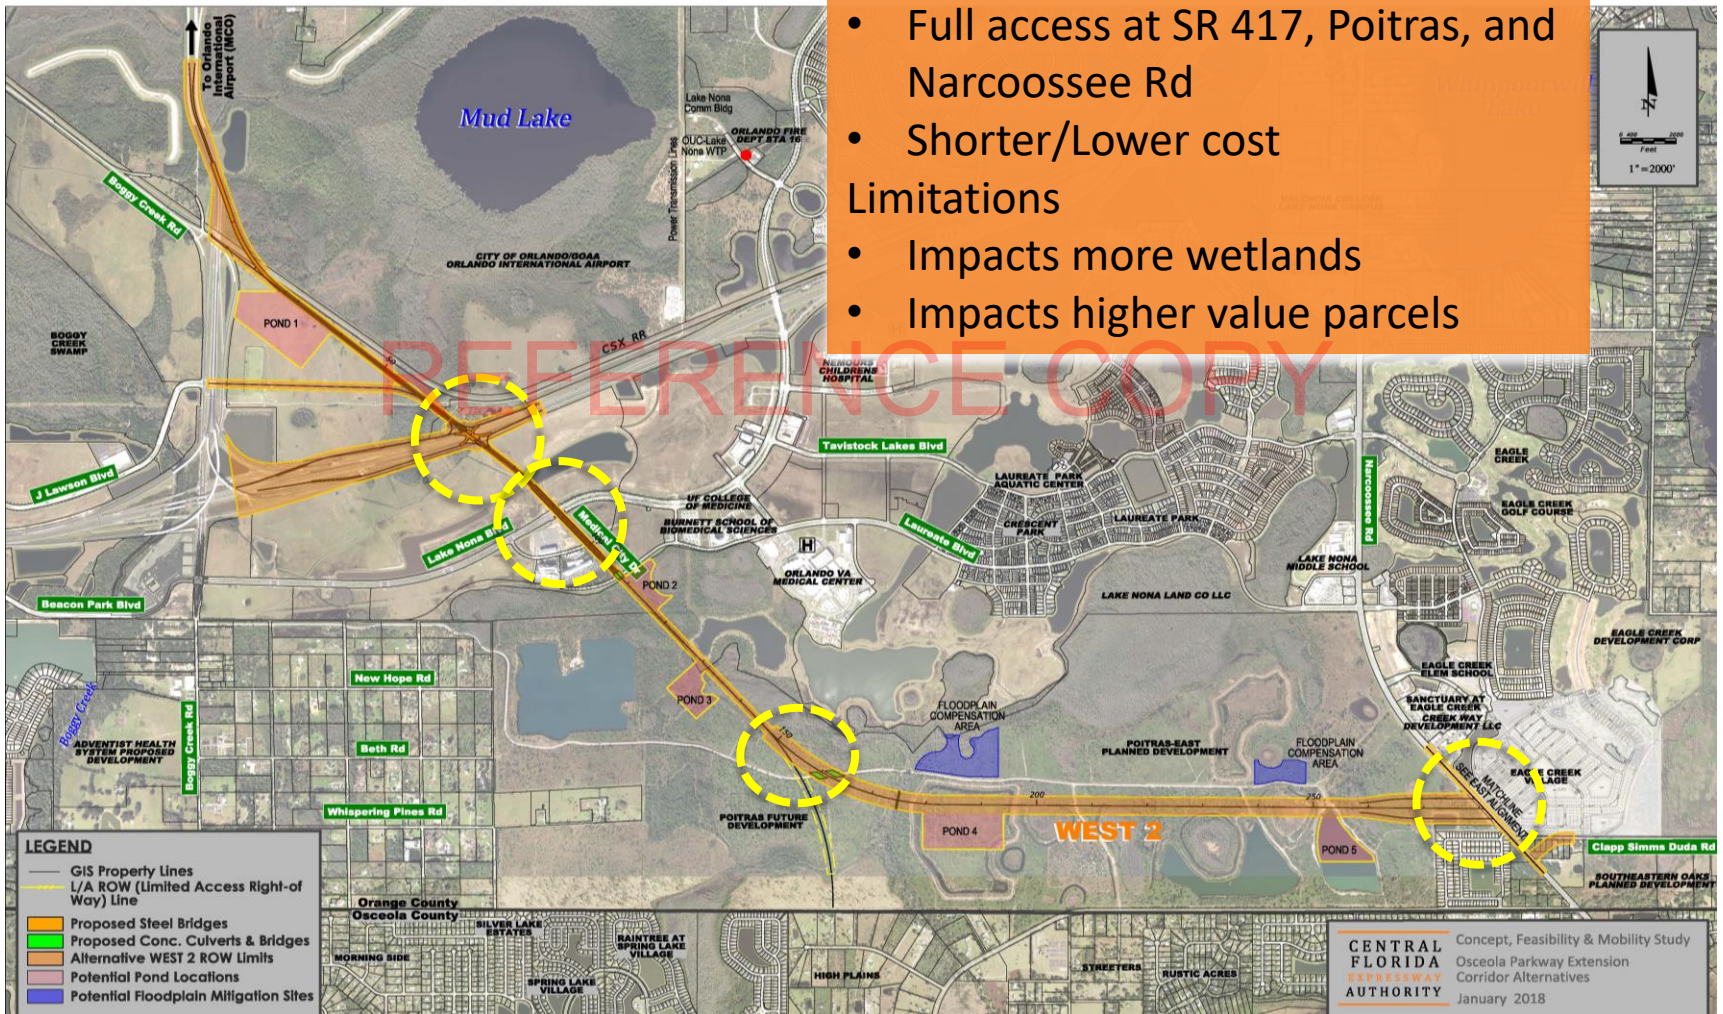 • Full access at SR 417, Poitras, and
Narcoossee Rd
• Shorter/Lower cost
Limitations
• Impacts more wetlands
• Impacts higher value parcels
To Orlando
International
Airport (MCO)
Mud Lake
Lake Nona
Comm Bldg
ORLANDO FIRE
DEPT STA 16
OUC-Lake
Nona WTP
Power Transmission Lines
N
0 400 2000
Feet
1"=2000'
Boggy Creek Rd
CITY OF ORLANDO/GOAA
ORLANDO INTERNATIONAL AIRPORT
POND 1
BOGGY
CREEK
SWAMP
CSX RR
REFERENCE COPY
NEMOURS
CHILDRENS
HOSPITAL
Tavistock Lakes Blvd
J Lawson Blvd
LAUREATE PARK
AQUATIC CENTER
Narcoossee Rd
EAGLE
CREEK
UF COLLEGE
OF MEDICINE
Medical City Dr
BURNETT SCHOOL OF
BIOMEDICAL SCIENCES
Laureate Blvd
CRESCENT
PARK
LAUREATE PARK
EAGLE CREEK
GOLF COURSE
Lake Nona Blvd
H
ORLANDO VA
MEDICAL CENTER
LAKE NONA
MIDDLE SCHOOL
POND 2
LAKE NONA LAND CO LLC
Beacon Park Blvd
EAGLE CREEK
DEVELOPMENT CORP
New Hope Rd
POND 3
EAGLE CREEK
ELEM SCHOOL
Boggy Creek
Boggy Creek Rd
FLOODPLAIN
COMPENSATION
AREA
SANCTUARY AT
EAGLE CREEK
CREEK WAY
DEVELOPMENT LLC
ADVENTIST HEALTH
SYSTEM PROPOSED
DEVELOPMENT
Beth Rd
150
POITRAS-EAST
PLANNED DEVELOPMENT
FLOODPLAIN
COMPENSATION
AREA
EAGLE CREEK
VILLAGE
MATCHLINE
SEE EAST ALIGNMENT
Whispering Pines Rd
200
250
POITRAS FUTURE
DEVELOPMENT
POND 4
WEST 2
POND 5
Clapp Simms Duda Rd
SOUTHEASTERN OAKS
PLANNED DEVELOPMENT
LEGEND
GIS Property Lines
L/A ROW (Limited Access Right-of
Way) Line
Proposed Steel Bridges
Proposed Conc. Culverts & Bridges
Alternative WEST 2 ROW Limits
Potential Pond Locations
Potential Floodplain Mitigation Sites
Orange County
Osceola County
MORNING SIDE
SILVER LAKE
ESTATES
SPRING LAKE
VILLAGE
RAINTREE AT
SPRING LAKE
VILLAGE
HIGH PLAINS
STREETERS
RUSTIC ACRES
CENTRAL
FLORIDA
EXPRESSWAY
AUTHORITY
Concept, Feasibility & Mobility Study
Osceola Parkway Extension
Corridor Alternatives
January 2018